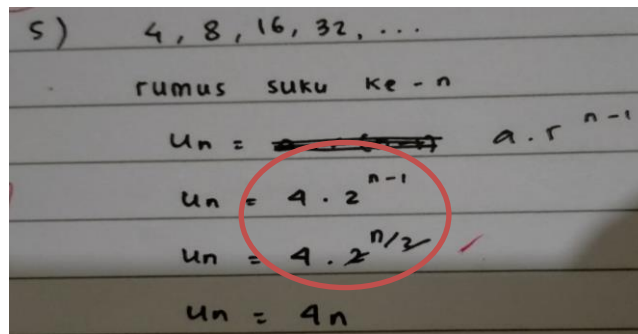 5) 4, 8, 16, 32, ...
rumus suku ke-n
Un = a.r^{n-1}
Un = 4.2^{n-1}
Un = 4.2^{n/2}
Un = 4n